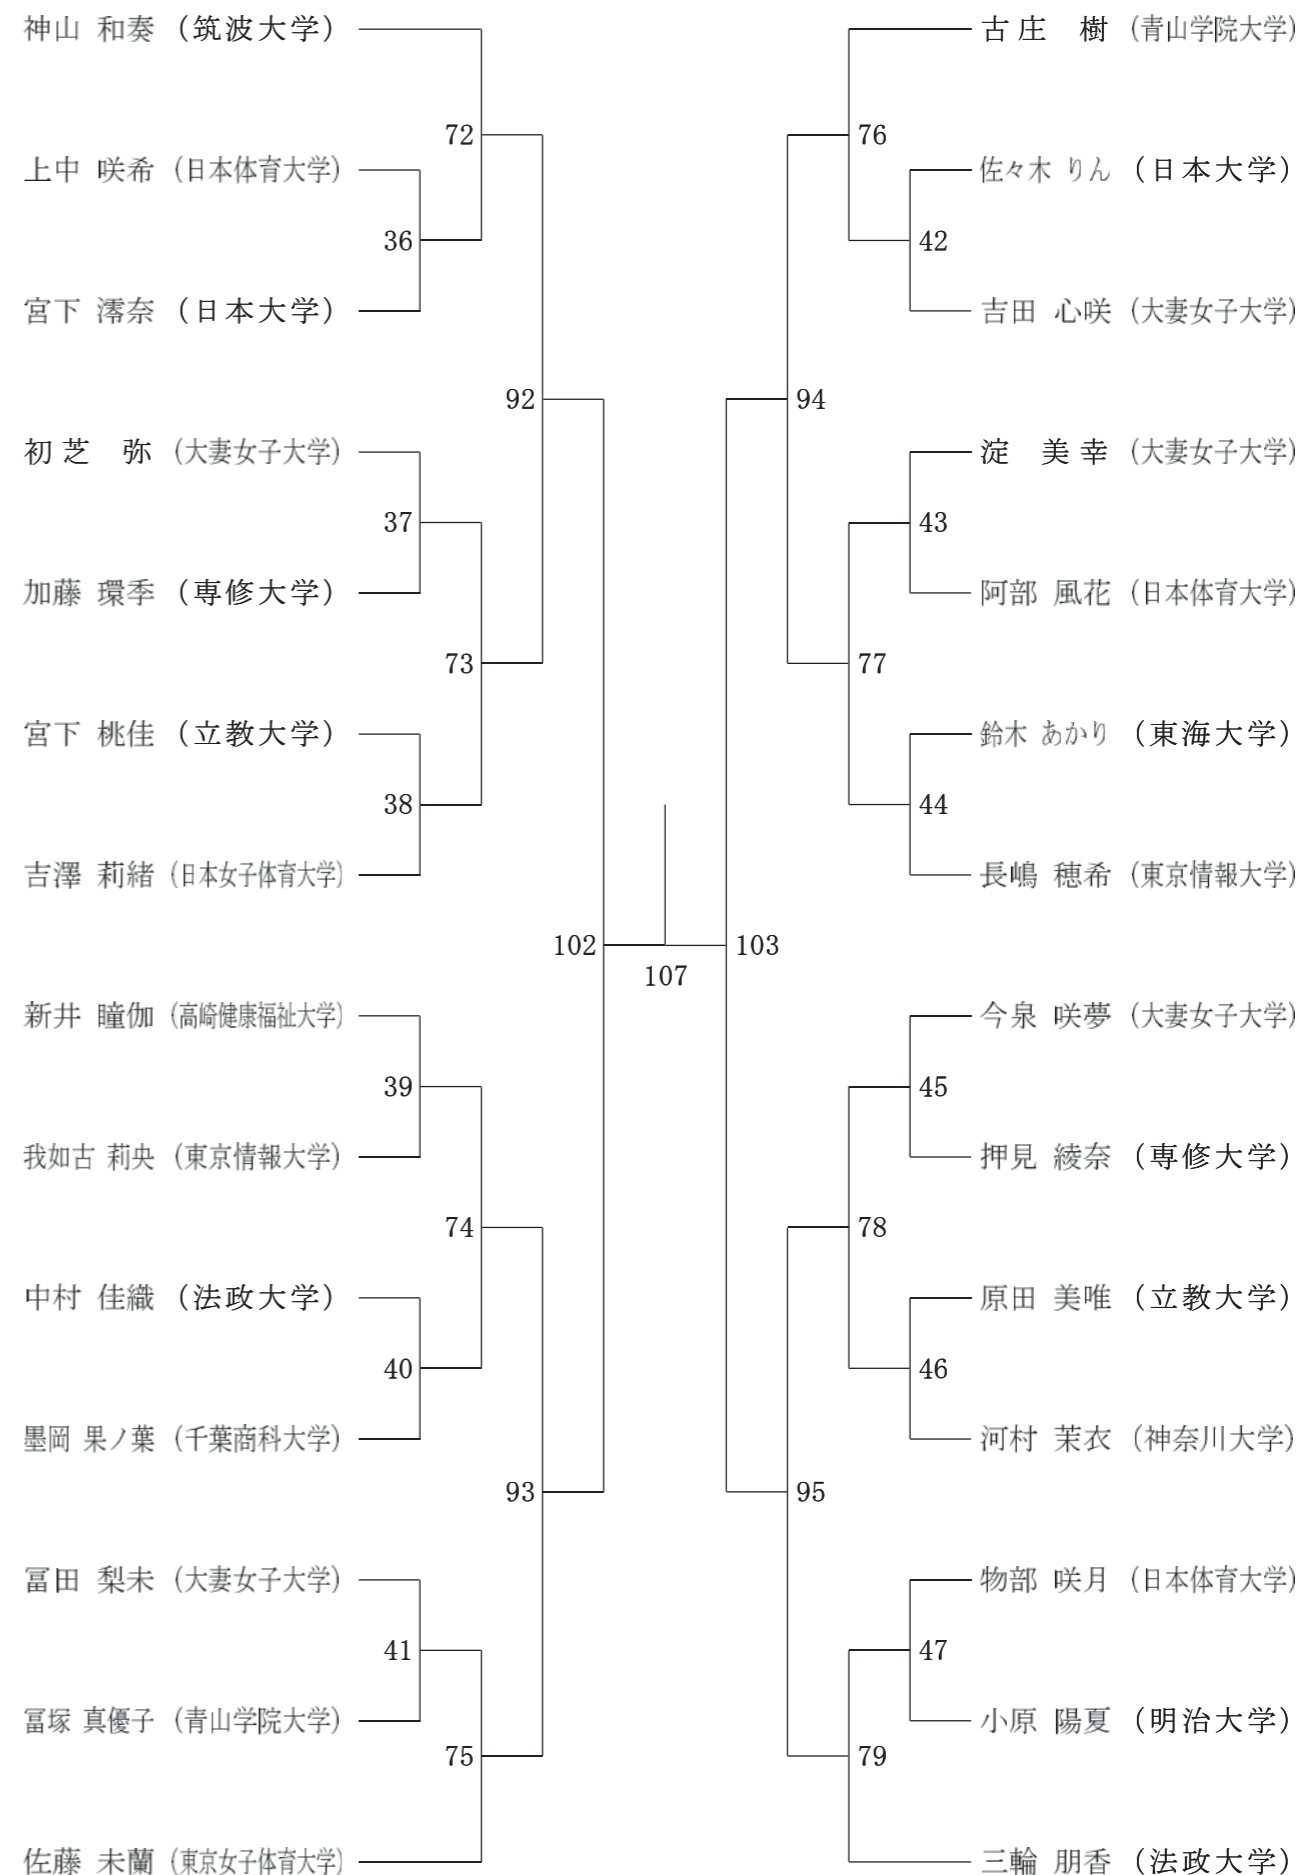 神山 和奏 (筑波大学)
72
上中 咲希 (日本体育大学)
36
宮下 澪奈 (日本大学)
92
初芝 弥 (大妻女子大学)
37
加藤 環季 (専修大学)
73
宮下 桃佳 (立教大学)
38
吉澤 莉緒 (日本女子体育大学)
102
新井 瞳伽 (高崎健康福祉大学)
39
我如古 莉央 (東京情報大学)
74
中村 佳織 (法政大学)
40
墨岡 果ノ葉 (千葉商科大学)
93
冨田 梨未 (大妻女子大学)
41
冨塚 真優子 (青山学院大学)
75
佐藤 未蘭 (東京女子体育大学)
107
古庄 樹 (青山学院大学)
76
佐々木 りん (日本大学)
42
吉田 心咲 (大妻女子大学)
94
淀 美幸 (大妻女子大学)
43
阿部 風花 (日本体育大学)
77
鈴木 あかり (東海大学)
44
長嶋 穂希 (東京情報大学)
103
今泉 咲夢 (大妻女子大学)
45
押見 綾奈 (専修大学)
78
原田 美唯 (立教大学)
46
河村 茉衣 (神奈川大学)
95
物部 咲月 (日本体育大学)
47
小原 陽夏 (明治大学)
79
三輪 朋香 (法政大学)